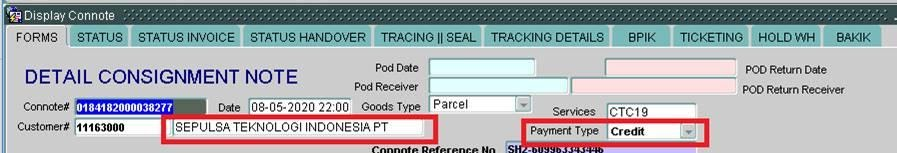 Display Connote
FORMS STATUS STATUS INVOICE STATUS HANDOVER TRACING || SEAL TRACKING DETAILS BPIK TICKETING HOLD WH BAKIK
DETAIL CONSIGNMENT NOTE
Pod Date POD Return Date
Pod Receiver POD Return Receiver
Connote# 0184182000038277 Date 08-05-2020 22:00 Goods Type Parcel Services CTC19
Customer# 11163000 SEPULSA TEKNOLOGI INDONESIA PT Payment Type Credit
Connote Reference No SH2-609963343446